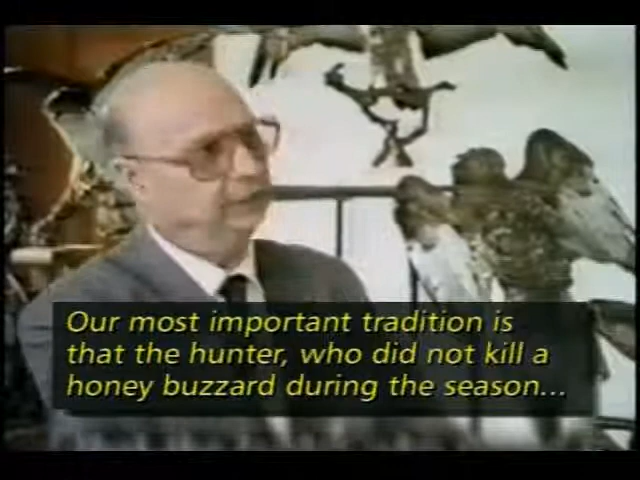 Our most important tradition is
that the hunter, who did not kill a
honey buzzard during the season...